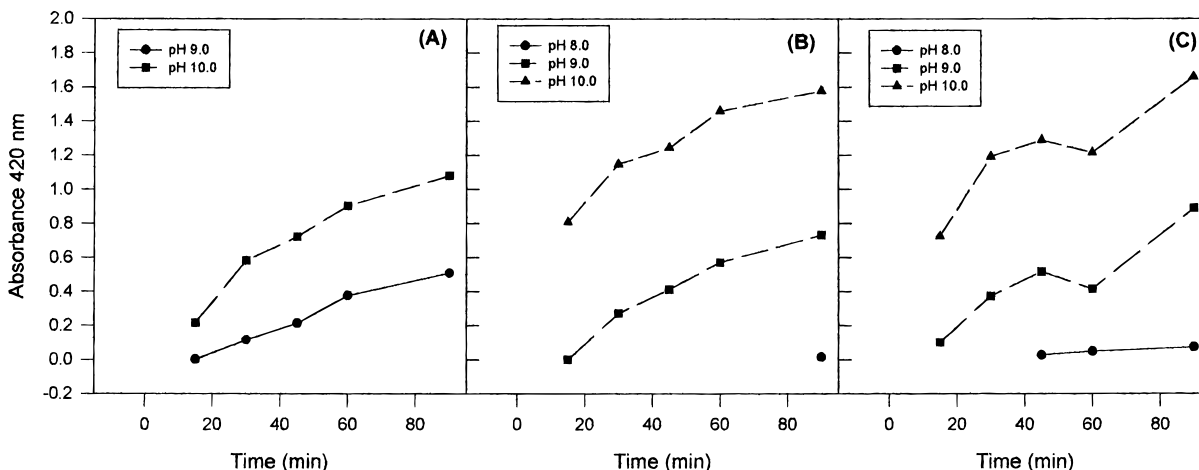 Absorbance 420 nm
2.0
1.8
1.6
1.4
1.2
1.0
0.8
0.6
0.4
0.2
0.0
-0.2
pH 9.0
pH 10.0
(A)
0 20 40 60 80
Time (min)
pH 8.0
pH 9.0
pH 10.0
(B)
0 20 40 60 80
Time (min)
pH 8.0
pH 9.0
pH 10.0
(C)
0 20 40 60 80
Time (min)